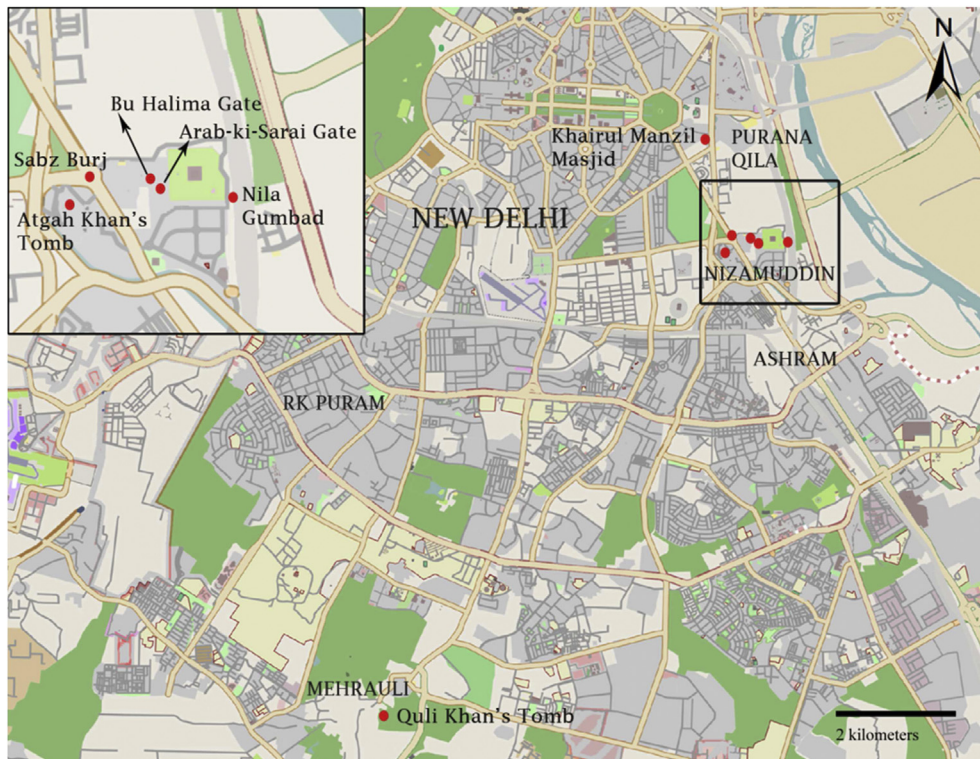 Bu Halima Gate
Arab-ki-Sarai Gate
Sabz Burj
Atgah Khan's
Tomb
Nila
Gumbad
N
Khairul Manzil
Masjid
PURANA
QILA
NEW DELHI
NIZAMUDDIN
ASHRAM
RK PURAM
MEHRAULI
Quli Khan's Tomb
2 kilometers